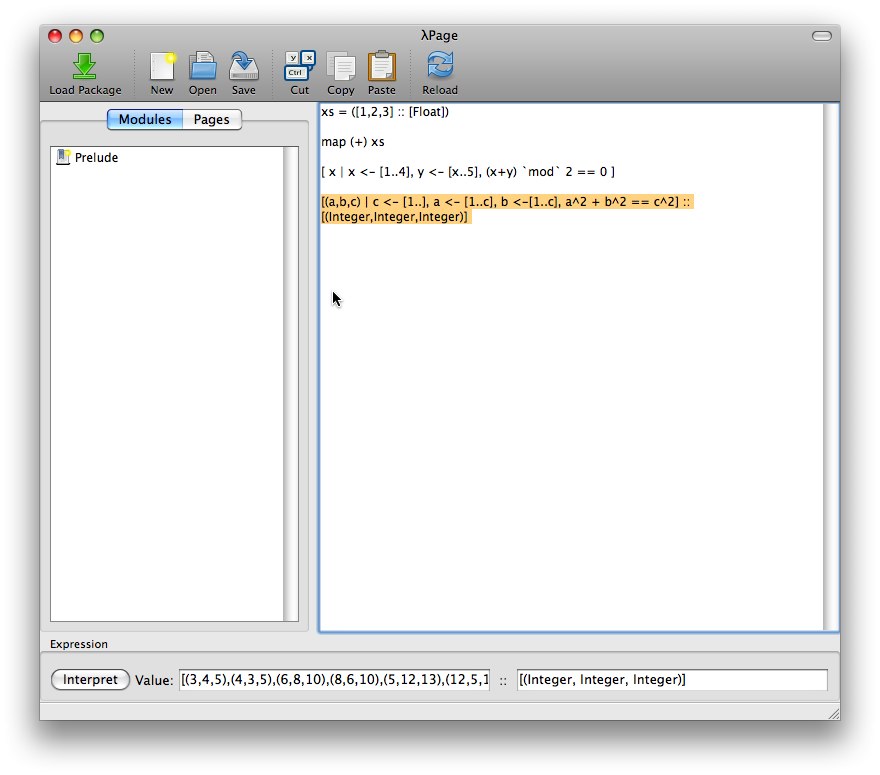 λPage
Load Package New Open Save Cut Copy Paste Reload
y x
Ctrl
Modules Pages
Prelude
xs = ([1,2,3] :: [Float])
map (+) xs
[ x | x <- [1..4], y <- [x..5], (x+y) `mod` 2 == 0 ]
[(a,b,c) | c <- [1..], a <- [1..c], b <-[1..c], a^2 + b^2 == c^2] ::
[(Integer,Integer,Integer)]
Expression
Interpret Value: [(3,4,5),(4,3,5),(6,8,10),(8,6,10),(5,12,13),(12,5,1 :: [(Integer, Integer, Integer)]